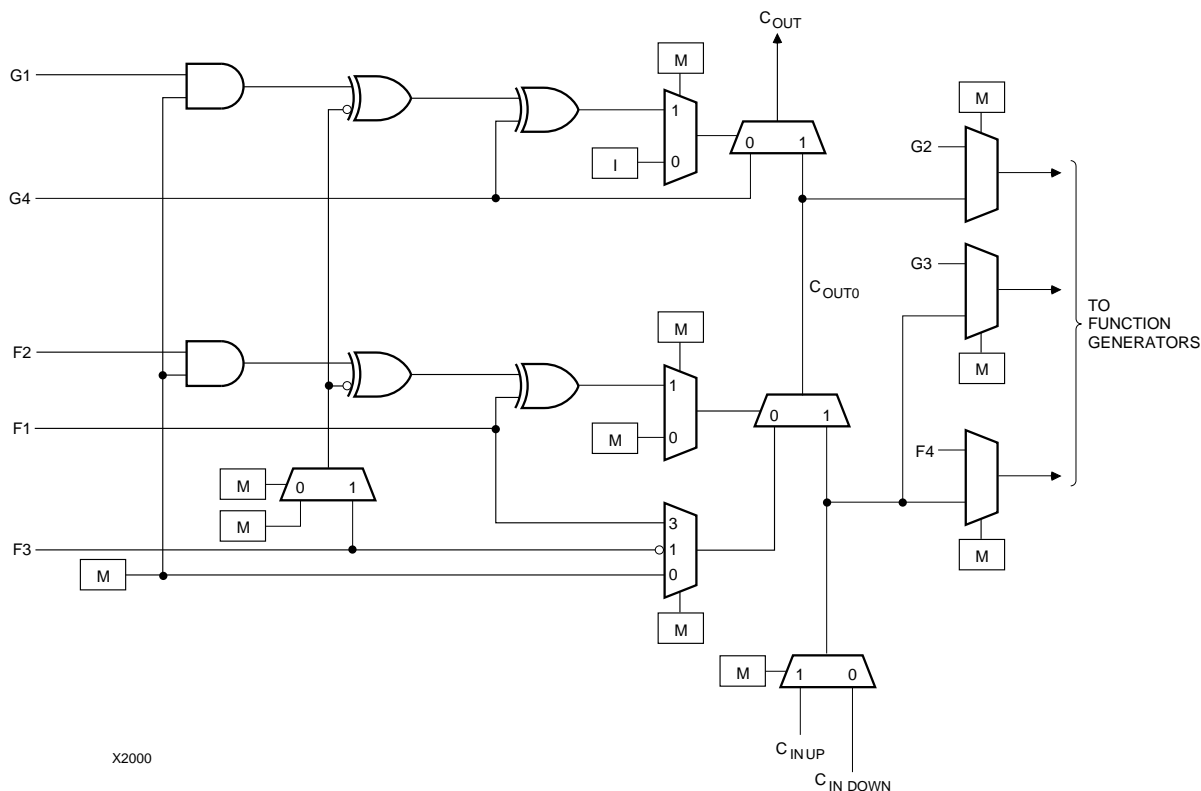 C OUT
M
M
G1
1
I
0
0 1
G2
G4
G3
C OUT0
TO
FUNCTION
GENERATORS
M
M
F2
1
0 1
F1
M
0
F4
M
0 1
M
3
F3
1
M
0
M
M
M
1 0
C IN UP
C IN DOWN
X2000